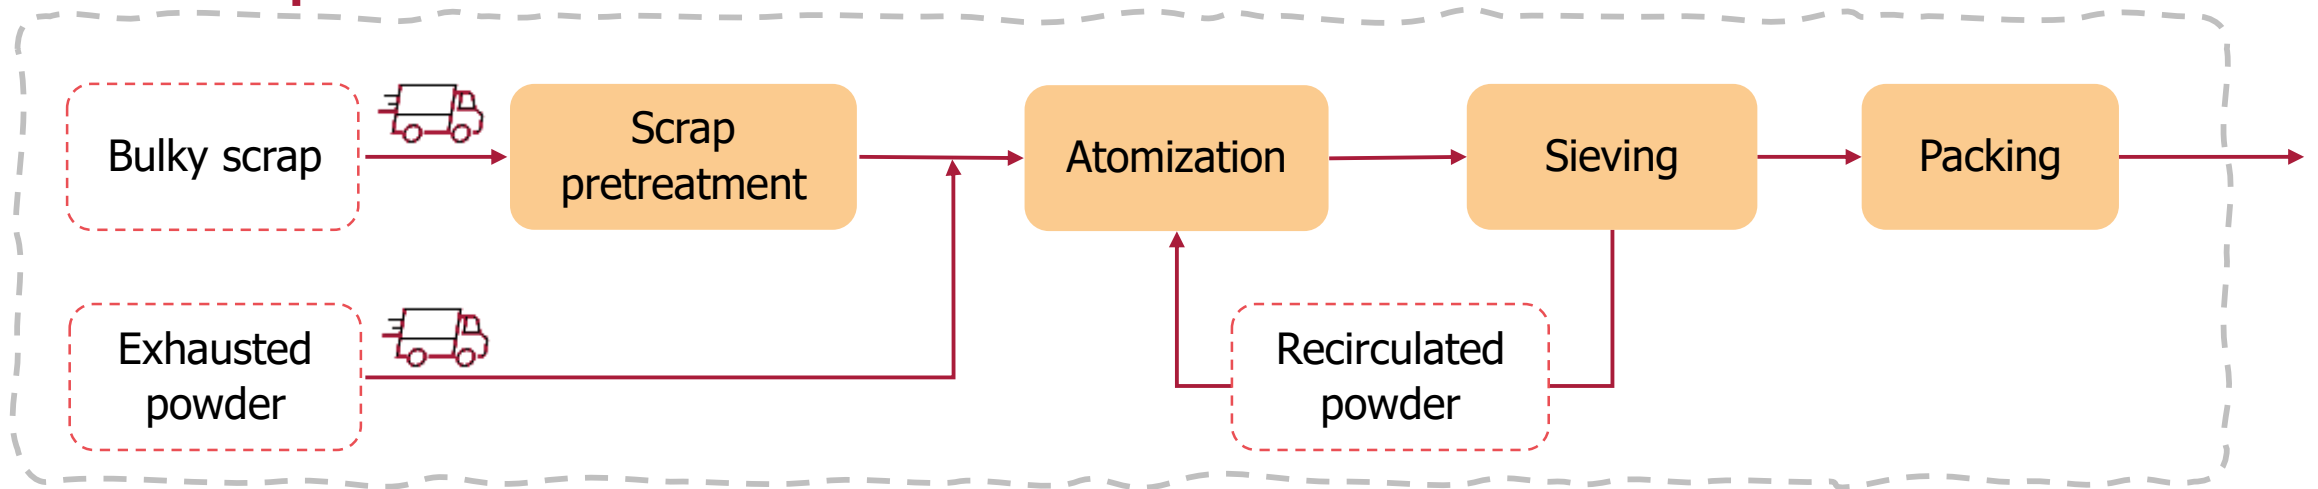 Bulky scrap
Scrap
pretreatment
Atomization
Sieving
Packing
Exhausted
powder
Recirculated
powder